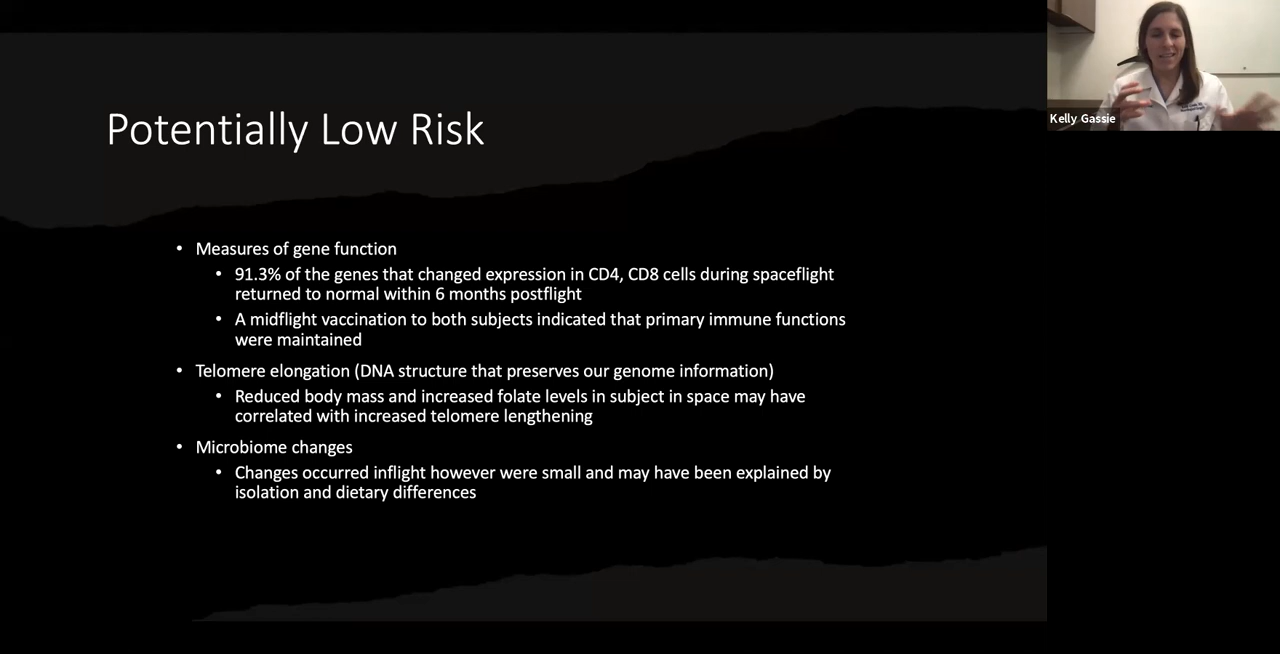 Potentially Low Risk
Kelly Gassie
• Measures of gene function
• 91.3% of the genes that changed expression in CD4, CD8 cells during spaceflight
returned to normal within 6 months postflight
• A midflight vaccination to both subjects indicated that primary immune functions
were maintained
• Telomere elongation (DNA structure that preserves our genome information)
• Reduced body mass and increased folate levels in subject in space may have
correlated with increased telomere lengthening
• Microbiome changes
• Changes occurred inflight however were small and may have been explained by
isolation and dietary differences